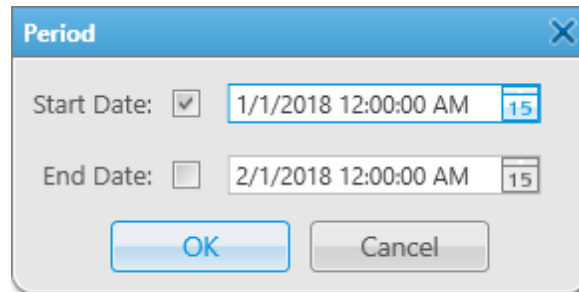 Period
Start Date: 1/1/2018 12:00:00 AM 15
End Date: 2/1/2018 12:00:00 AM 15
OK Cancel